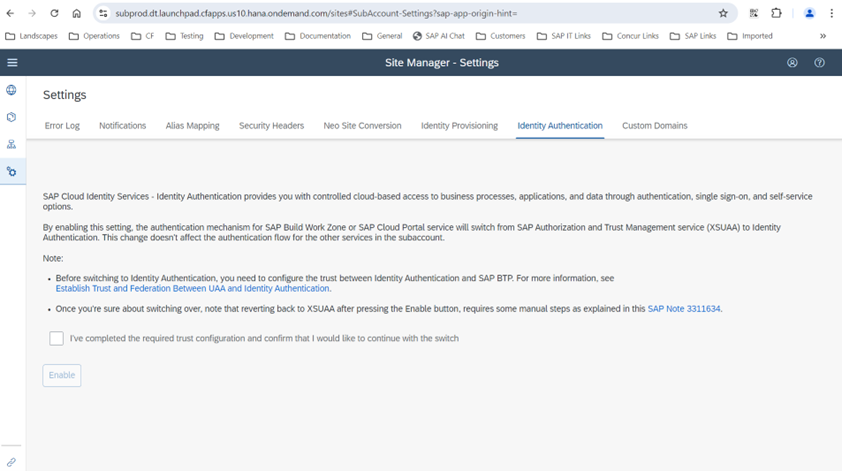 subprod.dt.launchpad.cfapps.us10.hana.ondemand.com/sites#SubAccount-Settings?sap-app-origin-hint=
Landscapes Operations CF Testing Development Documentation General SAP AI Chat Customers SAP IT Links Concur Links SAP Links Imported »
Site Manager - Settings
Settings
Error Log Notifications Alias Mapping Security Headers Neo Site Conversion Identity Provisioning Identity Authentication Custom Domains
SAP Cloud Identity Services - Identity Authentication provides you with controlled cloud-based access to business processes, applications, and data through authentication, single sign-on, and self-service
options.
By enabling this setting, the authentication mechanism for SAP Build Work Zone or SAP Cloud Portal service will switch from SAP Authorization and Trust Management service (XSUAA) to Identity
Authentication. This change doesn't affect the authentication flow for the other services in the subaccount.
Note:
• Before switching to Identity Authentication, you need to configure the trust between Identity Authentication and SAP BTP. For more information, see
Establish Trust and Federation Between UAA and Identity Authentication.
• Once you're sure about switching over, note that reverting back to XSUAA after pressing the Enable button, requires some manual steps as explained in this SAP Note 3311634.
I've completed the required trust configuration and confirm that I would like to continue with the switch
Enable